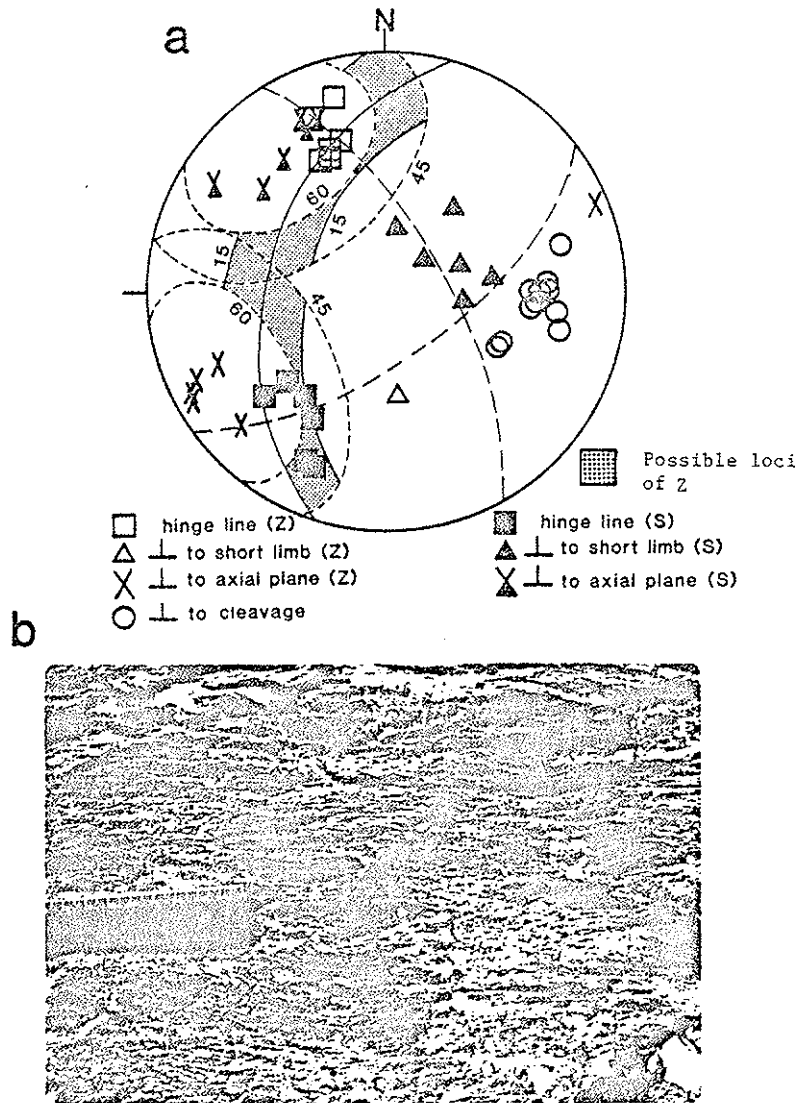 a
N
60
45
15
15
45
60
Possible loci
of Z
hinge line (Z)
⊥ to short limb (Z)
⊥ to axial plane (Z)
⊥ to cleavage
hinge line (S)
⊥ to short limb (S)
⊥ to axial plane (S)
b